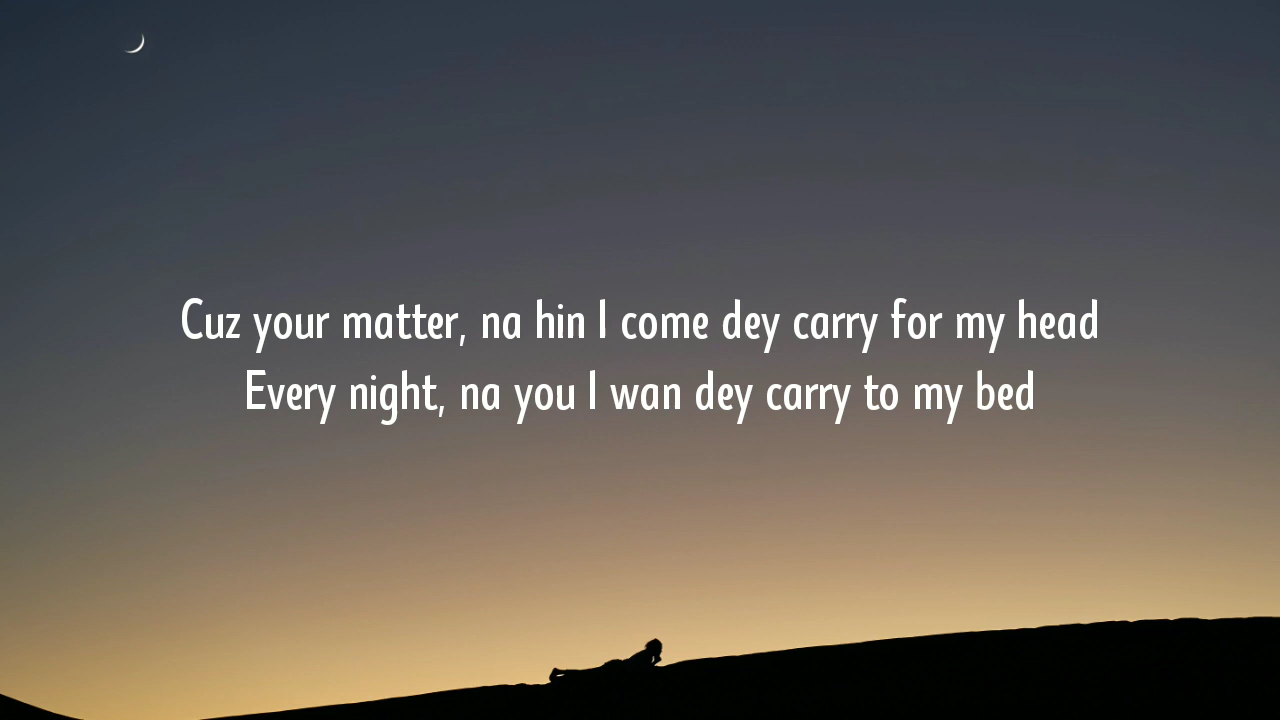 Cuz your matter, na hin I come dey carry for my head
Every night, na you I wan dey carry to my bed